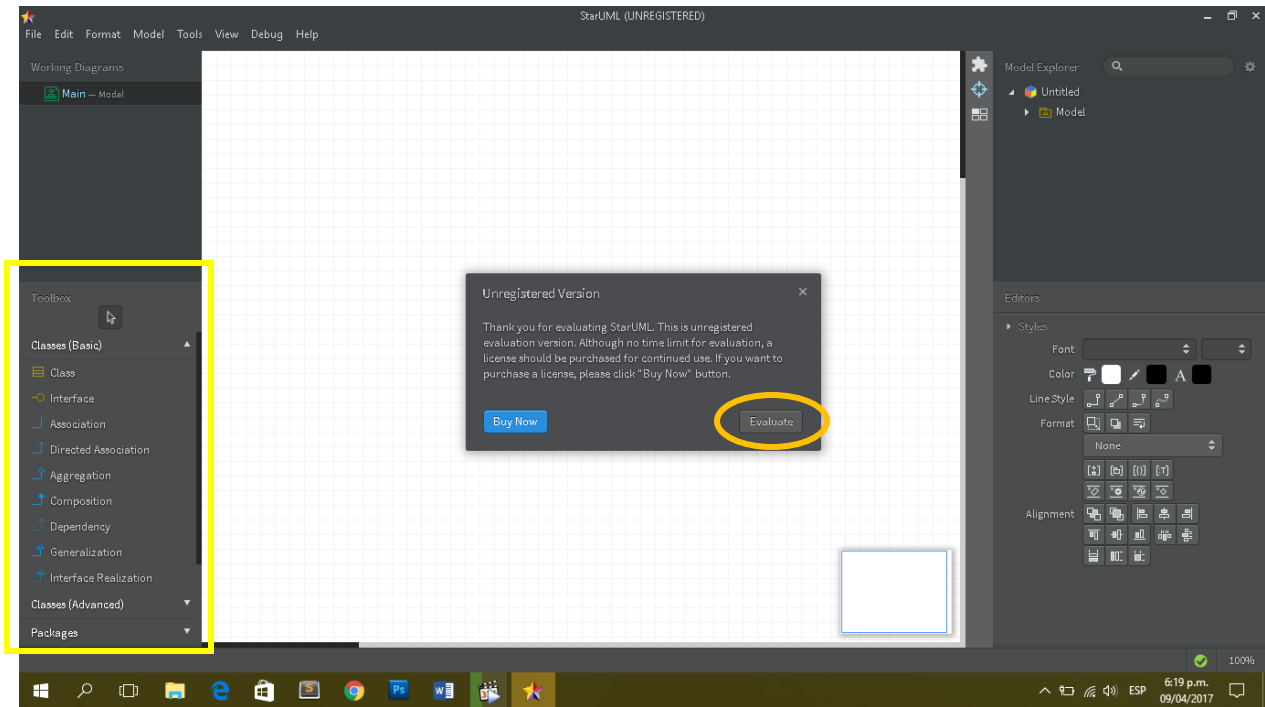 StarUML (UNREGISTERED)
File Edit Format Model Tools View Debug Help
Working Diagrams
Main — Model
Toolbox
Classes (Basic)
Class
Interface
Association
Directed Association
Aggregation
Composition
Dependency
Generalization
Interface Realization
Classes (Advanced)
Packages
Unregistered Version
Thank you for evaluating StarUML. This is unregistered
evaluation version. Although no time limit for evaluation, a
license should be purchased for continued use. If you want to
purchase a license, please click "Buy Now" button.
Buy Now Evaluate
Model Explorer
Untitled
Model
Editors
Styles
Font
Color A
Line Style
Format
None
Alignment
100%
S Ps W ESP
6:19 p.m.
09/04/2017